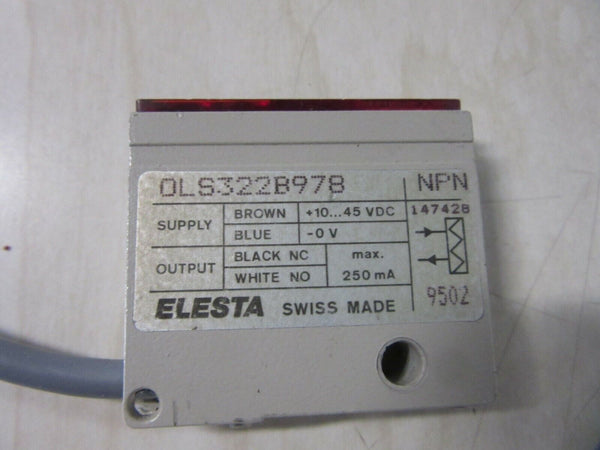 OLS322B978 NPN
SUPPLY BROWN +10...45 VDC 14742B
BLUE -0 V
OUTPUT BLACK NC max.
WHITE NO 250 mA
ELESTA SWISS MADE 9502